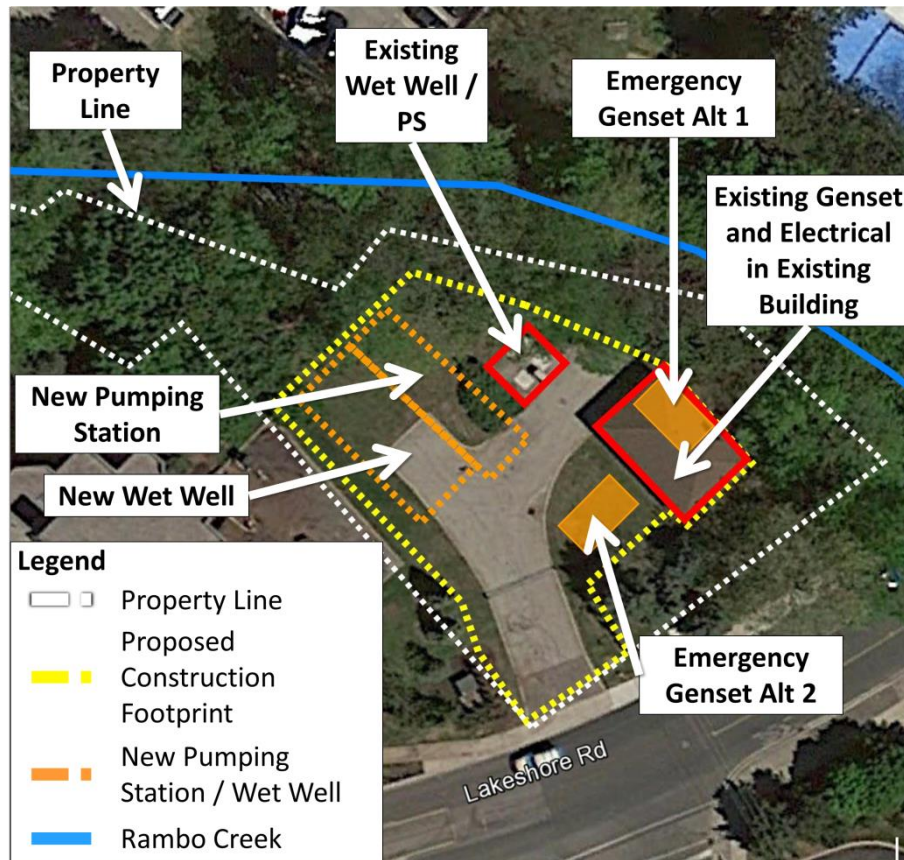 Existing
Wet Well /
PS
Property
Line
Emergency
Genset Alt 1
Existing Genset
and Electrical
in Existing
Building
New Pumping
Station
New Wet Well
Emergency
Genset Alt 2
Lakeshore Rd
Legend
Property Line
Proposed
Construction
Footprint
New Pumping
Station / Wet Well
Rambo Creek